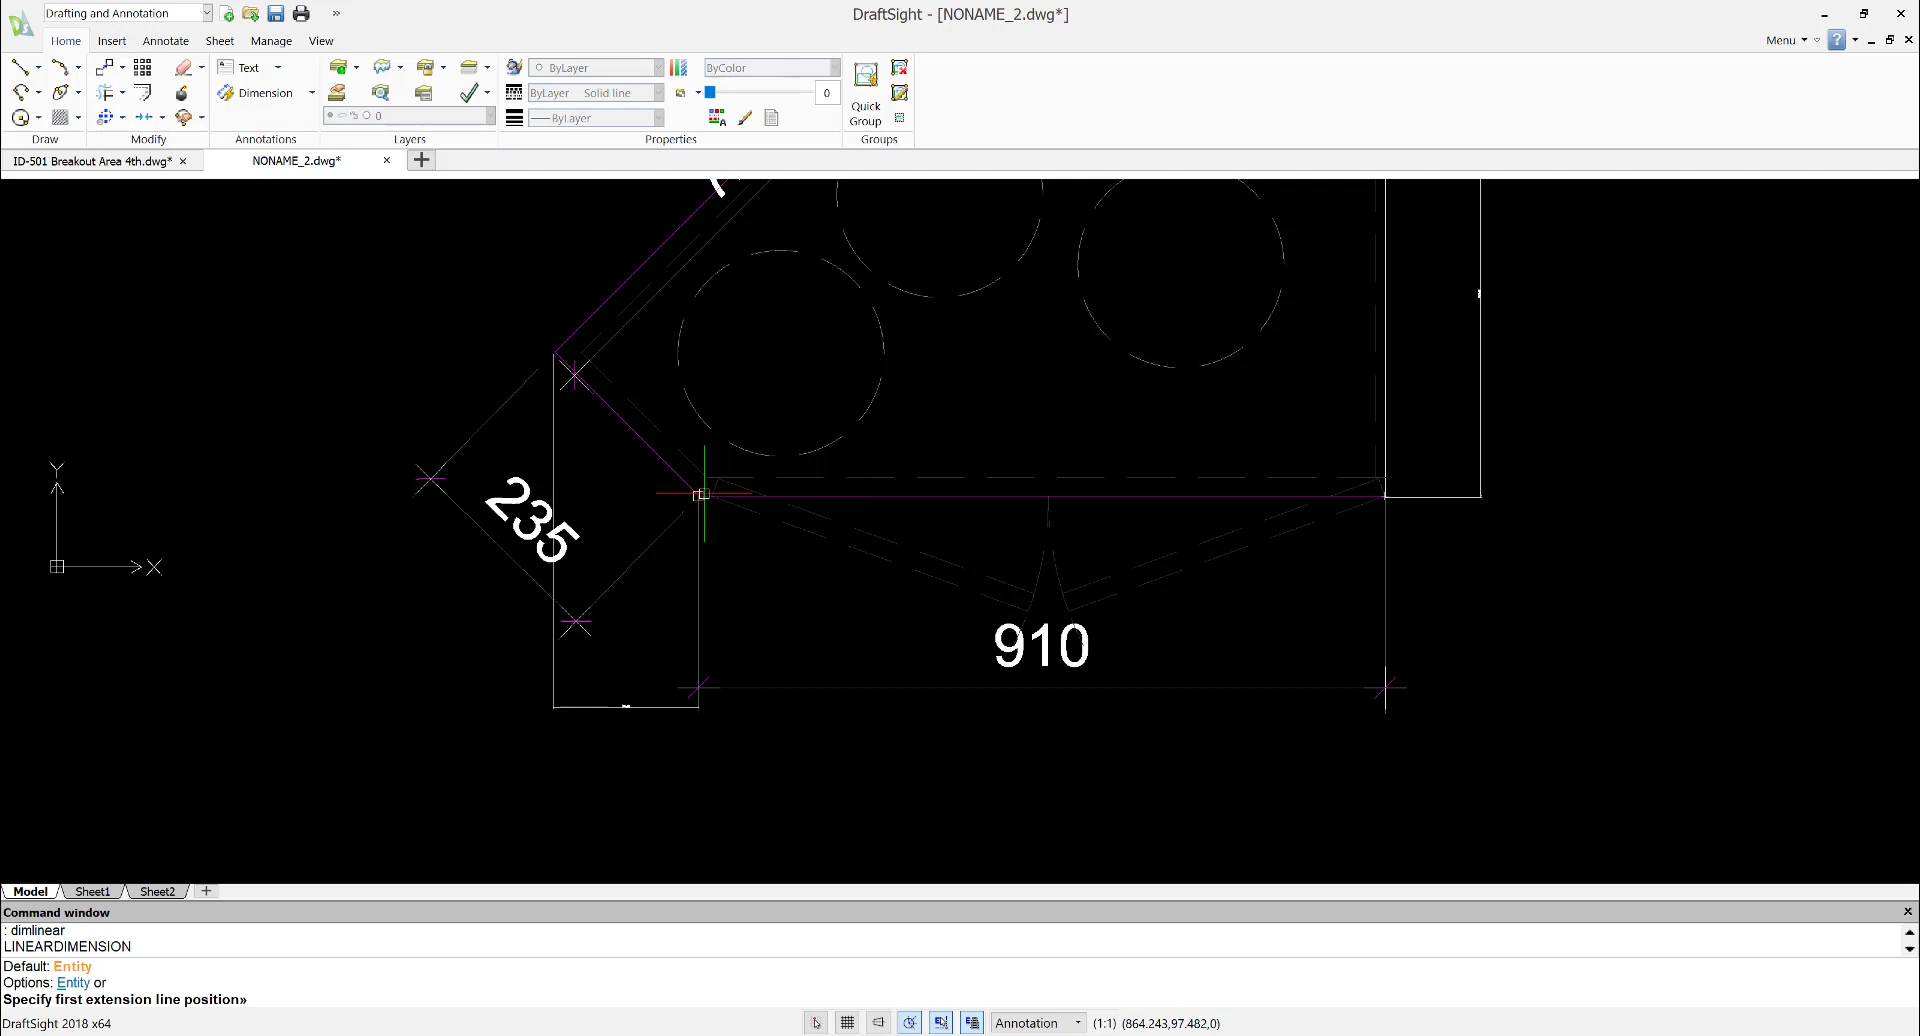 Drafting and Annotation
»
DraftSight - [NONAME_2.dwg*]
Home Insert Annotate Sheet Manage View
Menu
?
Text
ByLayer
ByColor
Dimension
ByLayer Solid line
0
0
ByLayer
Quick
Group
Draw Modify Annotations Layers Properties Groups
ID-501 Breakout Area 4th.dwg*
NONAME_2.dwg*
235
910
Y
X
Model Sheet1 Sheet2
Command window
: dimlinear
LINEARDIMENSION
Default: Entity
Options: Entity or
Specify first extension line position»
DraftSight 2018 x64
Annotation
(1:1) (864.243,97.482,0)